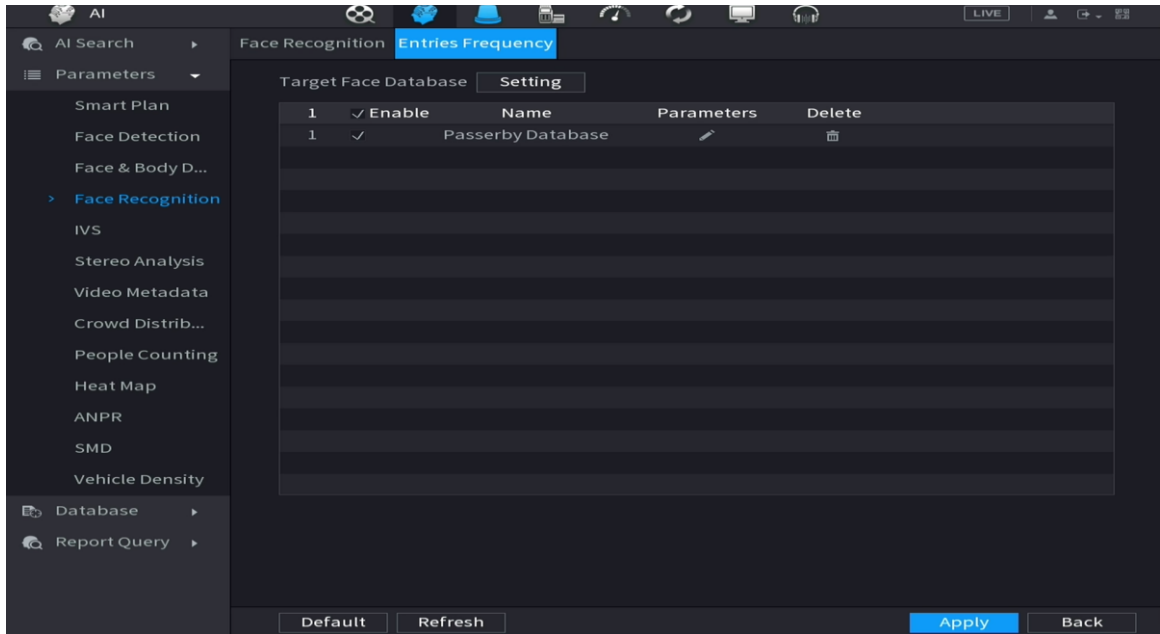 AI
LIVE
AI Search
Parameters
Smart Plan
Face Detection
Face & Body D...
Face Recognition
IVS
Stereo Analysis
Video Metadata
Crowd Distrib...
People Counting
Heat Map
ANPR
SMD
Vehicle Density
Database
Report Query
Face Recognition Entries Frequency
Target Face Database Setting
1 Enable Name Parameters Delete
1 Passerby Database
Default Refresh Apply Back